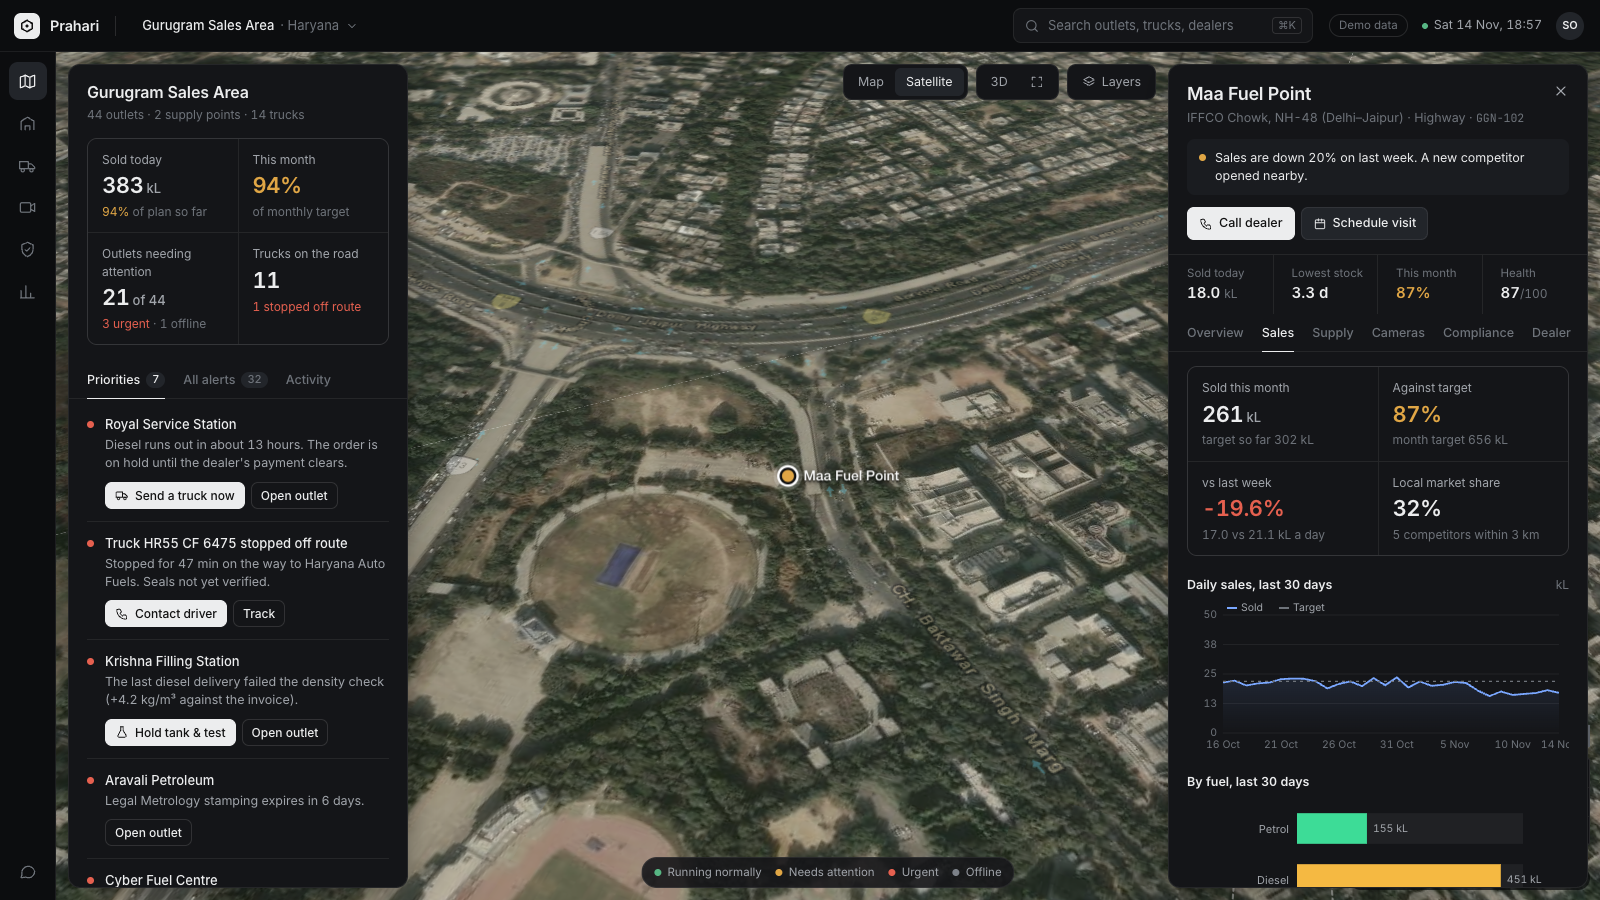 Prahari
Gurugram Sales Area · Haryana
Search outlets, trucks, dealers
⌘K
Demo data
Sat 14 Nov, 18:57
SO
Gurugram Sales Area
44 outlets · 2 supply points · 14 trucks
Sold today
383 kL
94% of plan so far
This month
94%
of monthly target
Outlets needing
attention
21 of 44
3 urgent · 1 offline
Trucks on the road
11
1 stopped off route
Priorities 7
All alerts 32
Activity
Royal Service Station
Diesel runs out in about 13 hours. The order is
on hold until the dealer's payment clears.
Send a truck now
Open outlet
Truck HR55 CF 6475 stopped off route
Stopped for 47 min on the way to Haryana Auto
Fuels. Seals not yet verified.
Contact driver
Track
Krishna Filling Station
The last diesel delivery failed the density check
(+4.2 kg/m³ against the invoice).
Hold tank & test
Open outlet
Aravali Petroleum
Legal Metrology stamping expires in 6 days.
Open outlet
Cyber Fuel Centre
Map
Satellite
3D
Layers
Maa Fuel Point
CH. Bakhtawar Singh Marg
Running normally
Needs attention
Urgent
Offline
Maa Fuel Point
IFFCO Chowk, NH-48 (Delhi–Jaipur) · Highway · GGN-102
Sales are down 20% on last week. A new competitor
opened nearby.
Call dealer
Schedule visit
Sold today
18.0 kL
Lowest stock
3.3 d
This month
87%
Health
87/100
Overview
Sales
Supply
Cameras
Compliance
Dealer
Sold this month
261 kL
target so far 302 kL
Against target
87%
month target 656 kL
vs last week
-19.6%
17.0 vs 21.1 kL a day
Local market share
32%
5 competitors within 3 km
Daily sales, last 30 days
kL
Sold
Target
50
38
25
13
0
16 Oct
21 Oct
26 Oct
31 Oct
5 Nov
10 Nov
14 Nc
By fuel, last 30 days
Petrol
155 kL
Diesel
451 kL